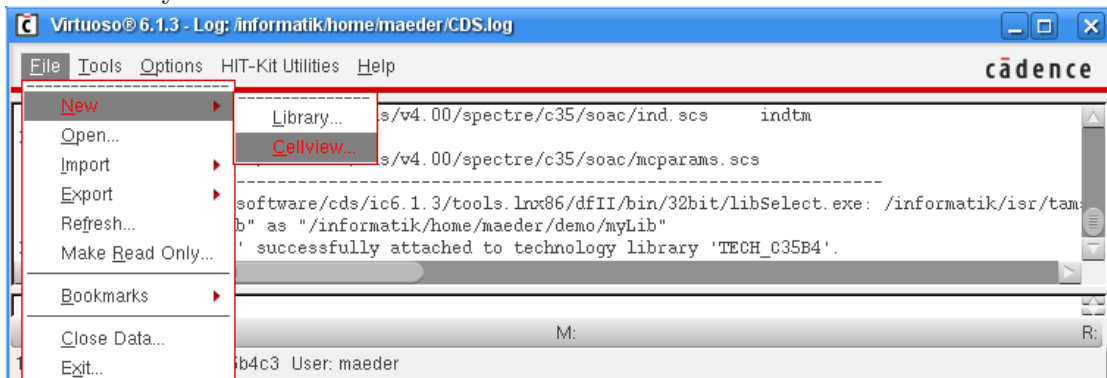 Virtuoso® 6.1.3 - Log: /informatik/home/maeder/CDS.log
File Tools Options HIT-Kit Utilities Help cādence
New
Open...
Import
Export
Refresh...
Make Read Only...
Bookmarks
Close Data...
Exit...
Library...
Cellview...
s/v4.00/spectre/c35/soac/ind.scs indtm
s/v4.00/spectre/c35/soac/mcparams.scs
software/cds/ic6.1.3/tools.lnx86/dfII/bin/32bit/libSelect.exe: /informatik/isr/tam
b" as "/informatik/home/maeder/demo/myLib"
' successfully attached to technology library 'TECH_C35B4'.
M: R:
b4c3 User: maeder